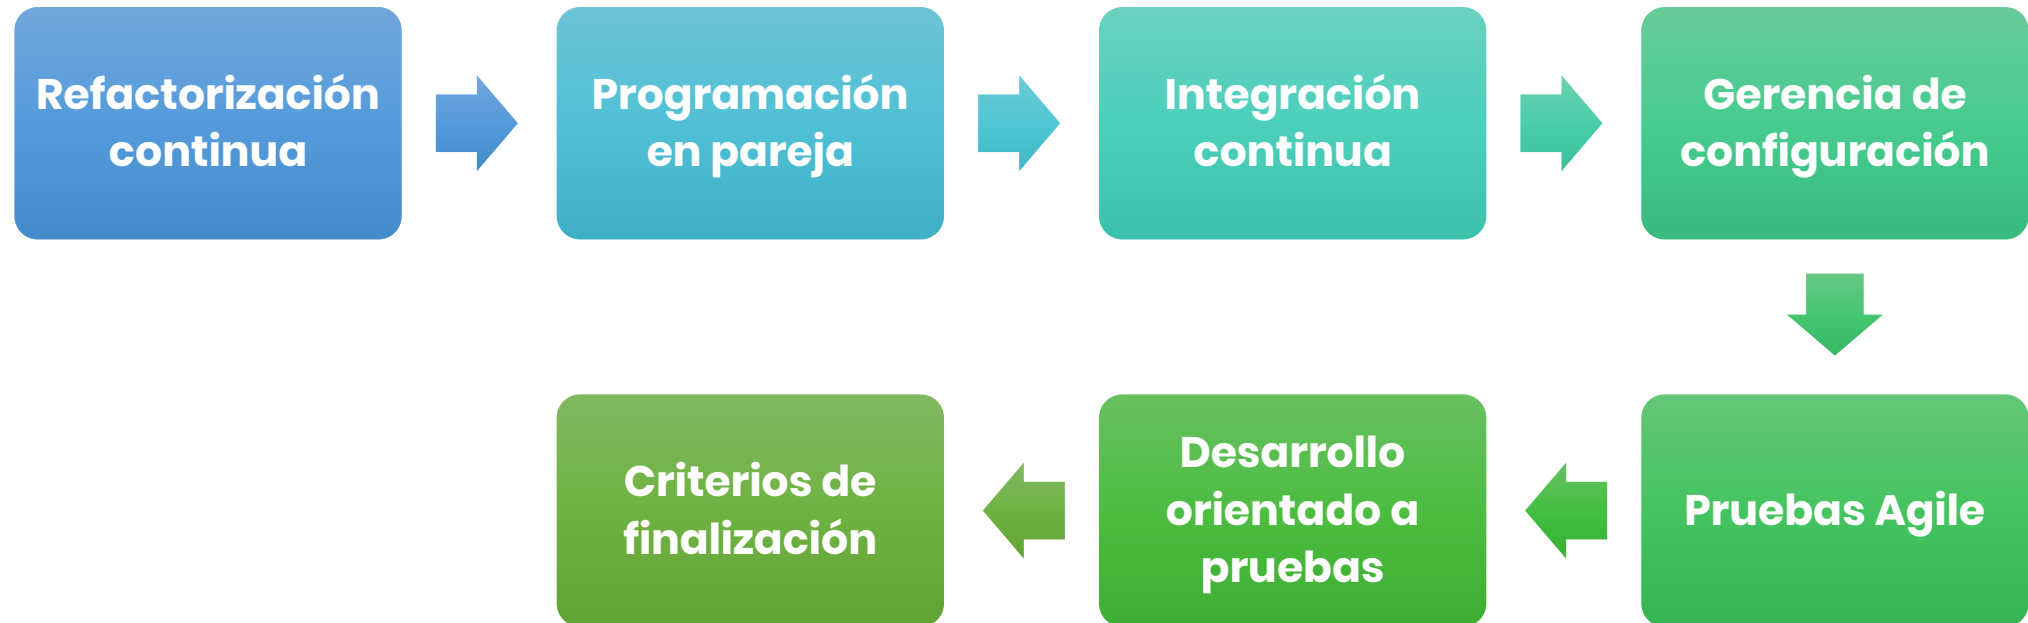 Refactorización
continua
Programación
en pareja
Integración
continua
Gerencia de
configuración
Pruebas Agile
Desarrollo
orientado a
pruebas
Criterios de
finalización